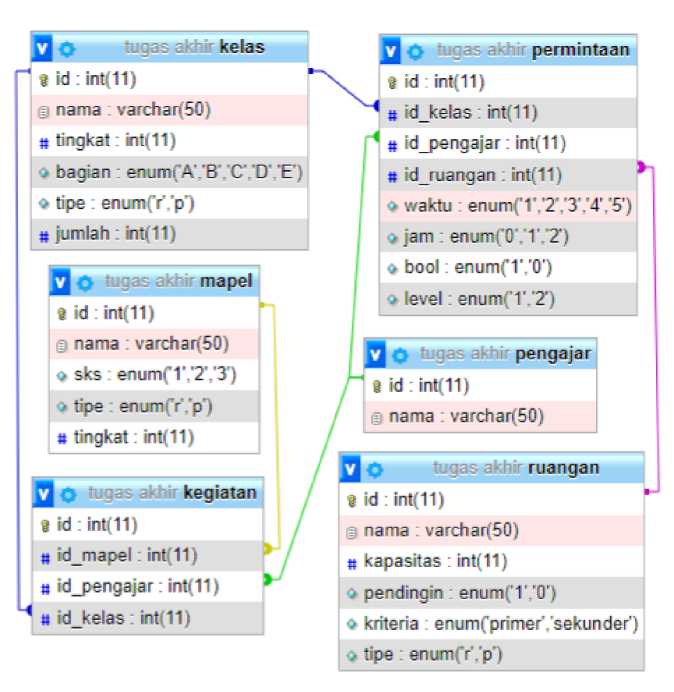 v tugas akhir kelas
id : int(11)
nama : varchar(50)
# tingkat : int(11)
bagian : enum('A','B','C','D','E')
tipe : enum('r','p')
# jumlah : int(11)
v tugas akhir mapel
id : int(11)
nama : varchar(50)
sks : enum('1','2','3')
tipe : enum('r','p')
# tingkat : int(11)
v tugas akhir kegiatan
id : int(11)
# id_mapel : int(11)
# id_pengajar : int(11)
# id_kelas : int(11)
v tugas akhir permintaan
id : int(11)
# id_kelas : int(11)
# id_pengajar : int(11)
# id_ruangan : int(11)
waktu : enum('1','2','3','4','5')
jam : enum('0','1','2')
bool : enum('1','0')
level : enum('1','2')
v tugas akhir pengajar
id : int(11)
nama : varchar(50)
v tugas akhir ruangan
id : int(11)
nama : varchar(50)
# kapasitas : int(11)
pendingin : enum('1','0')
kriteria : enum('primer','sekunder')
tipe : enum('r','p')